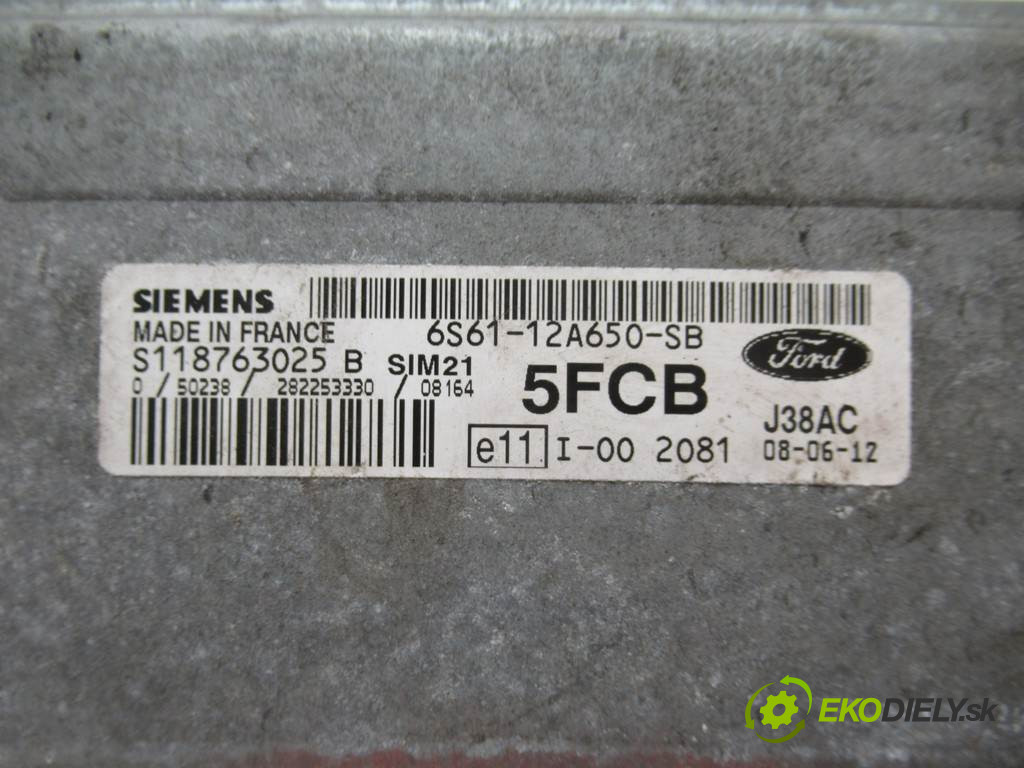 SIEMENS
MADE IN FRANCE 6S61-12A650-SB
S118763025 B SIM21 5FCB Ford
0 / 50238 / 282253330 / 08164
J38AC
e11 I-00 2081 08-06-12
EKODIELY.sk